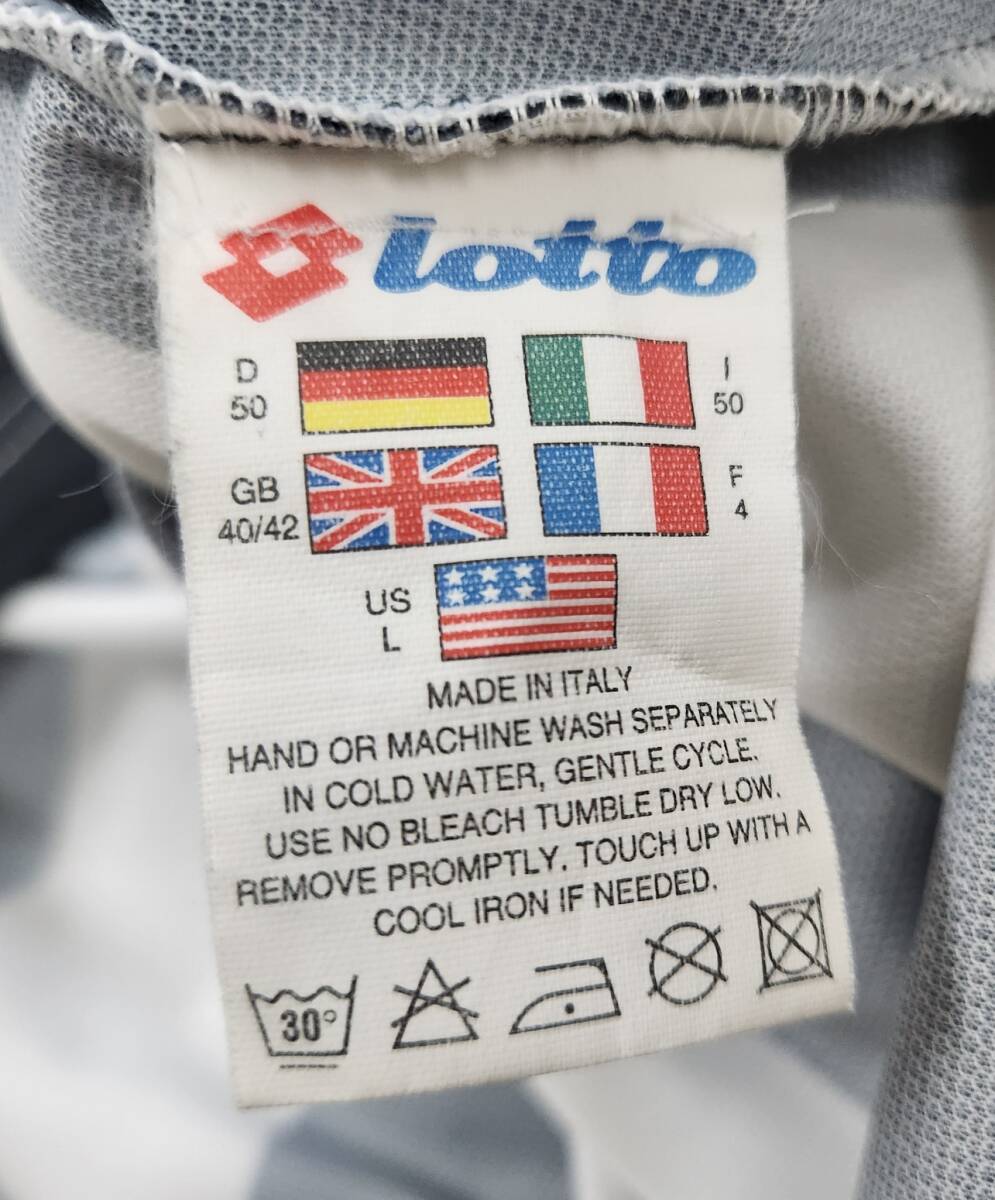 lotto
D
50
I
50
GB
40/42
F
4
US
L
MADE IN ITALY
HAND OR MACHINE WASH SEPARATELY
IN COLD WATER, GENTLE CYCLE.
USE NO BLEACH TUMBLE DRY LOW.
REMOVE PROMPTLY. TOUCH UP WITH A
COOL IRON IF NEEDED.
30°